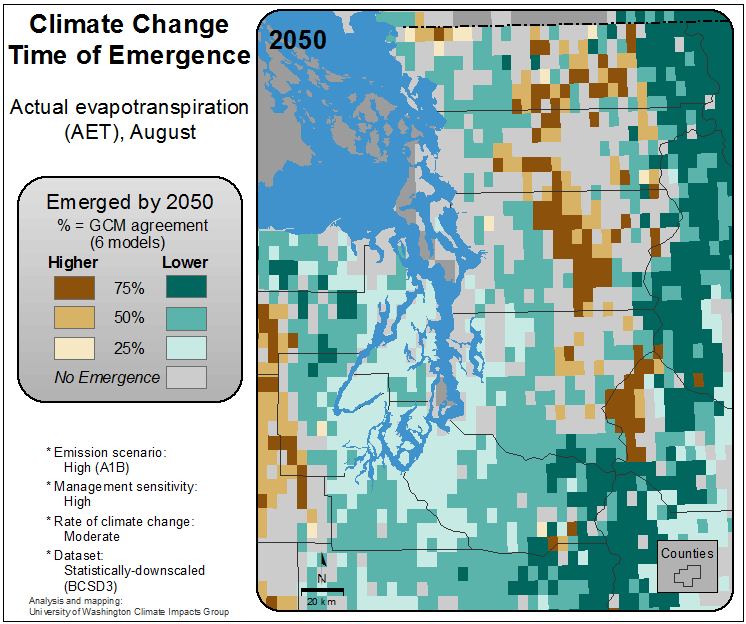 Climate Change
Time of Emergence
Actual evapotranspiration
(AET), August
Emerged by 2050
% = GCM agreement
(6 models)
Higher Lower
75%
50%
25%
No Emergence
* Emission scenario:
High (A1B)
* Management sensitivity:
High
* Rate of climate change:
Moderate
* Dataset:
Statistically-downscaled
(BCSD3)
Analysis and mapping:
University of Washington Climate Impacts Group
2050
N
20 km
Counties